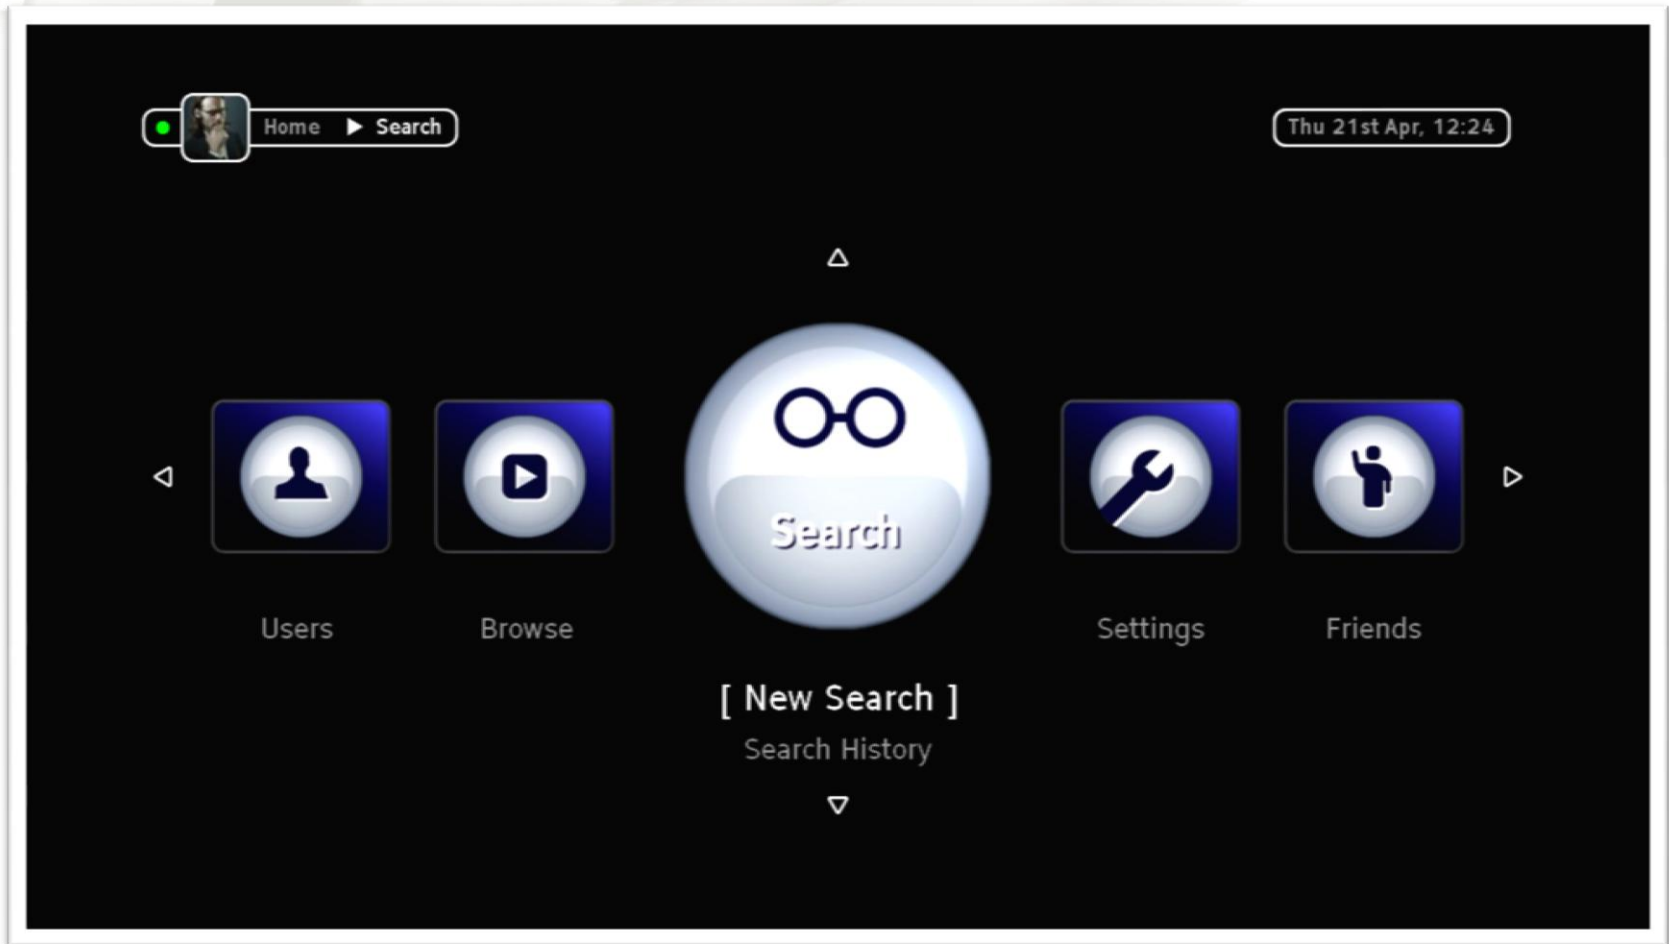 Home ▶ Search
Thu 21st Apr, 12:24
Search
Users
Browse
Settings
Friends
[ New Search ]
Search History